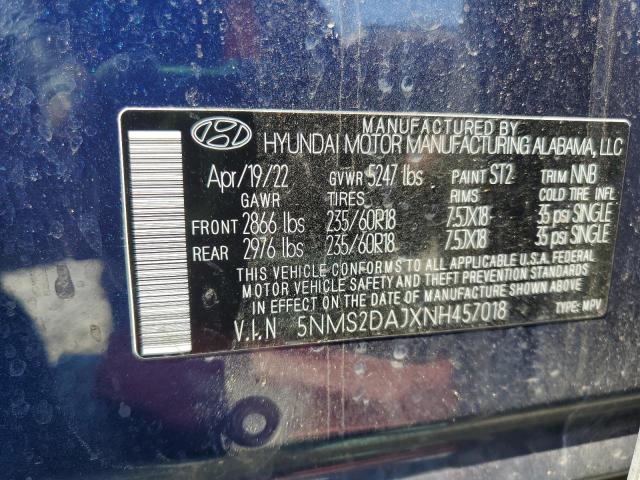 MANUFACTURED BY
HYUNDAI MOTOR MANUFACTURING ALABAMA, LLC
Apr/19/22 GVWR 5247 lbs PAINT ST2 TRIM NNB
GAWR TIRES RIMS COLD TIRE INFL
FRONT 2866 lbs 235/60R18 7.5JX18 35 psi SINGLE
REAR 2976 lbs 235/60R18 7.5JX18 35 psi SINGLE
THIS VEHICLE CONFORMS TO ALL APPLICABLE U.S.A. FEDERAL
MOTOR VEHICLE SAFETY AND THEFT PREVENTION STANDARDS
IN EFFECT ON THE DATE OF MANUFACTURE SHOWN ABOVE.
V.I.N 5NMS2DAJXNH457018 TYPE: MPV